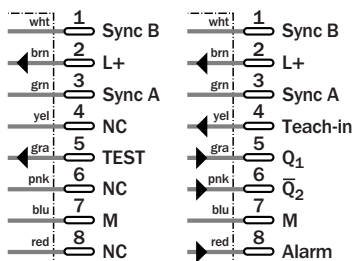 wht 1 Sync B
brn 2 L+
grn 3 Sync A
yel 4 NC
gra 5 TEST
pnk 6 NC
blu 7 M
red 8 NC
wht 1 Sync B
brn 2 L+
grn 3 Sync A
yel 4 Teach-in
gra 5 Q₁
pnk 6 Q̅₂
blu 7 M
red 8 Alarm